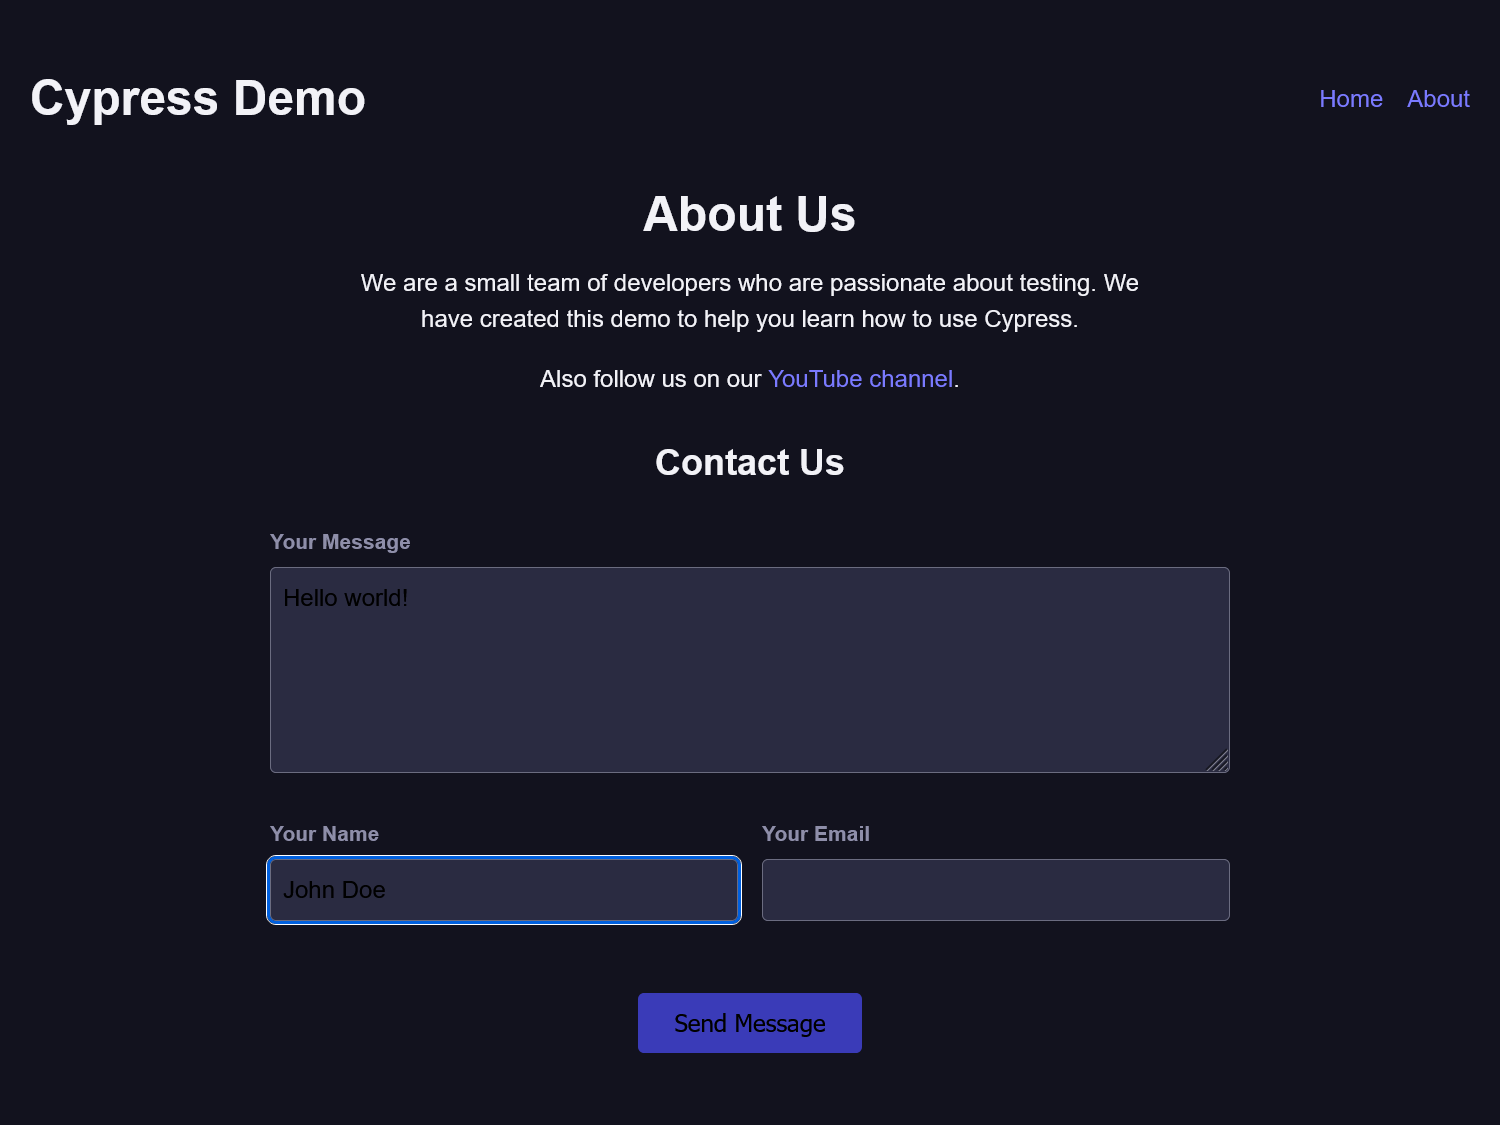 Cypress Demo
Home About
About Us
We are a small team of developers who are passionate about testing. We
have created this demo to help you learn how to use Cypress.
Also follow us on our YouTube channel.
Contact Us
Your Message
Hello world!
Your Name
Your Email
John Doe
Send Message